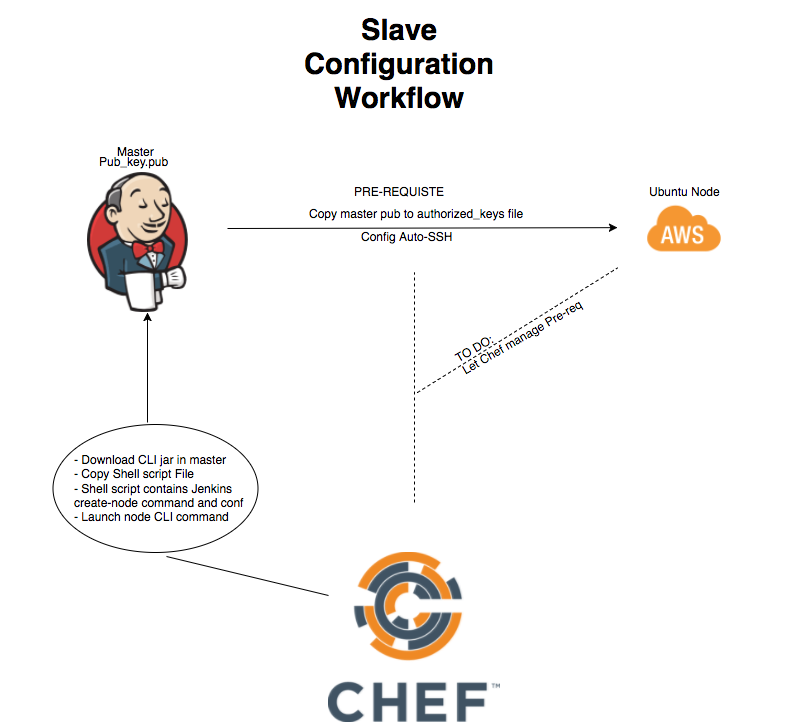 Slave
Configuration
Workflow
Master
Pub_key.pub
PRE-REQUISTE
Copy master pub to authorized_keys file
Config Auto-SSH
Ubuntu Node
AWS
TO DO:
Let Chef manage Pre-req
- Download CLI jar in master
- Copy Shell script File
- Shell script contains Jenkins
create-node command and conf
- Launch node CLI command
CHEF™